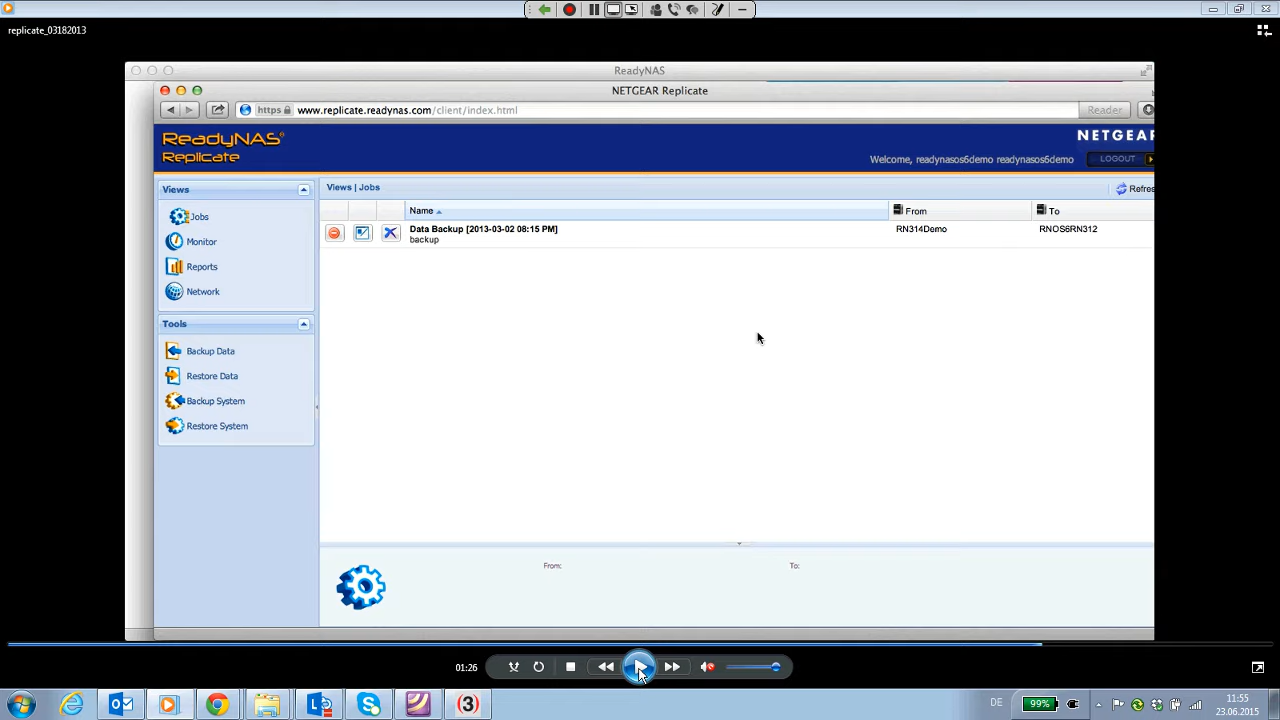 replicate_03182013
ReadyNAS
NETGEAR Replicate
https www.replicate.readynas.com/client/index.html Reader
ReadyNAS®
Replicate
NETGEAR
Welcome, readynasos6demo readynasos6demo LOGOUT
Views
Views | Jobs
Refres
Name From To
Jobs
Data Backup [2013-03-02 08:15 PM] RN314Demo RNOS6RN312
backup
Monitor
Reports
Network
Tools
Backup Data
Restore Data
Backup System
Restore System
From: To:
01:26
DE 99% 11:55
23.06.2015